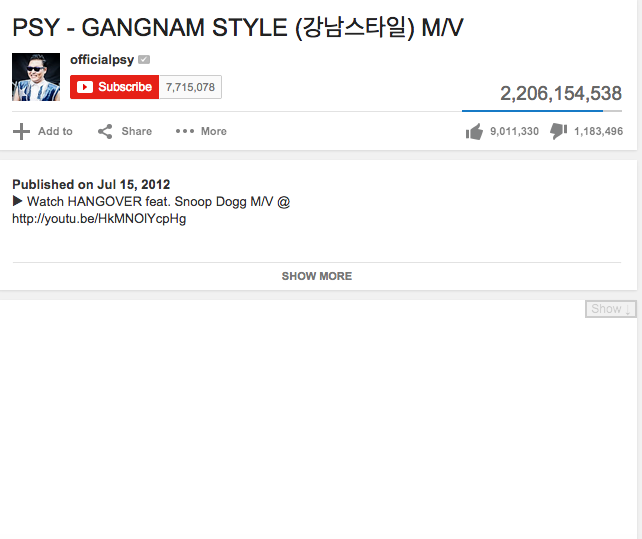 PSY - GANGNAM STYLE (강남스타일) M/V
officialpsy
Subscribe 7,715,078
2,206,154,538
Add to Share More 9,011,330 1,183,496
Published on Jul 15, 2012
▶ Watch HANGOVER feat. Snoop Dogg M/V @
http://youtu.be/HkMNOlYcpHg
SHOW MORE
Show ↓